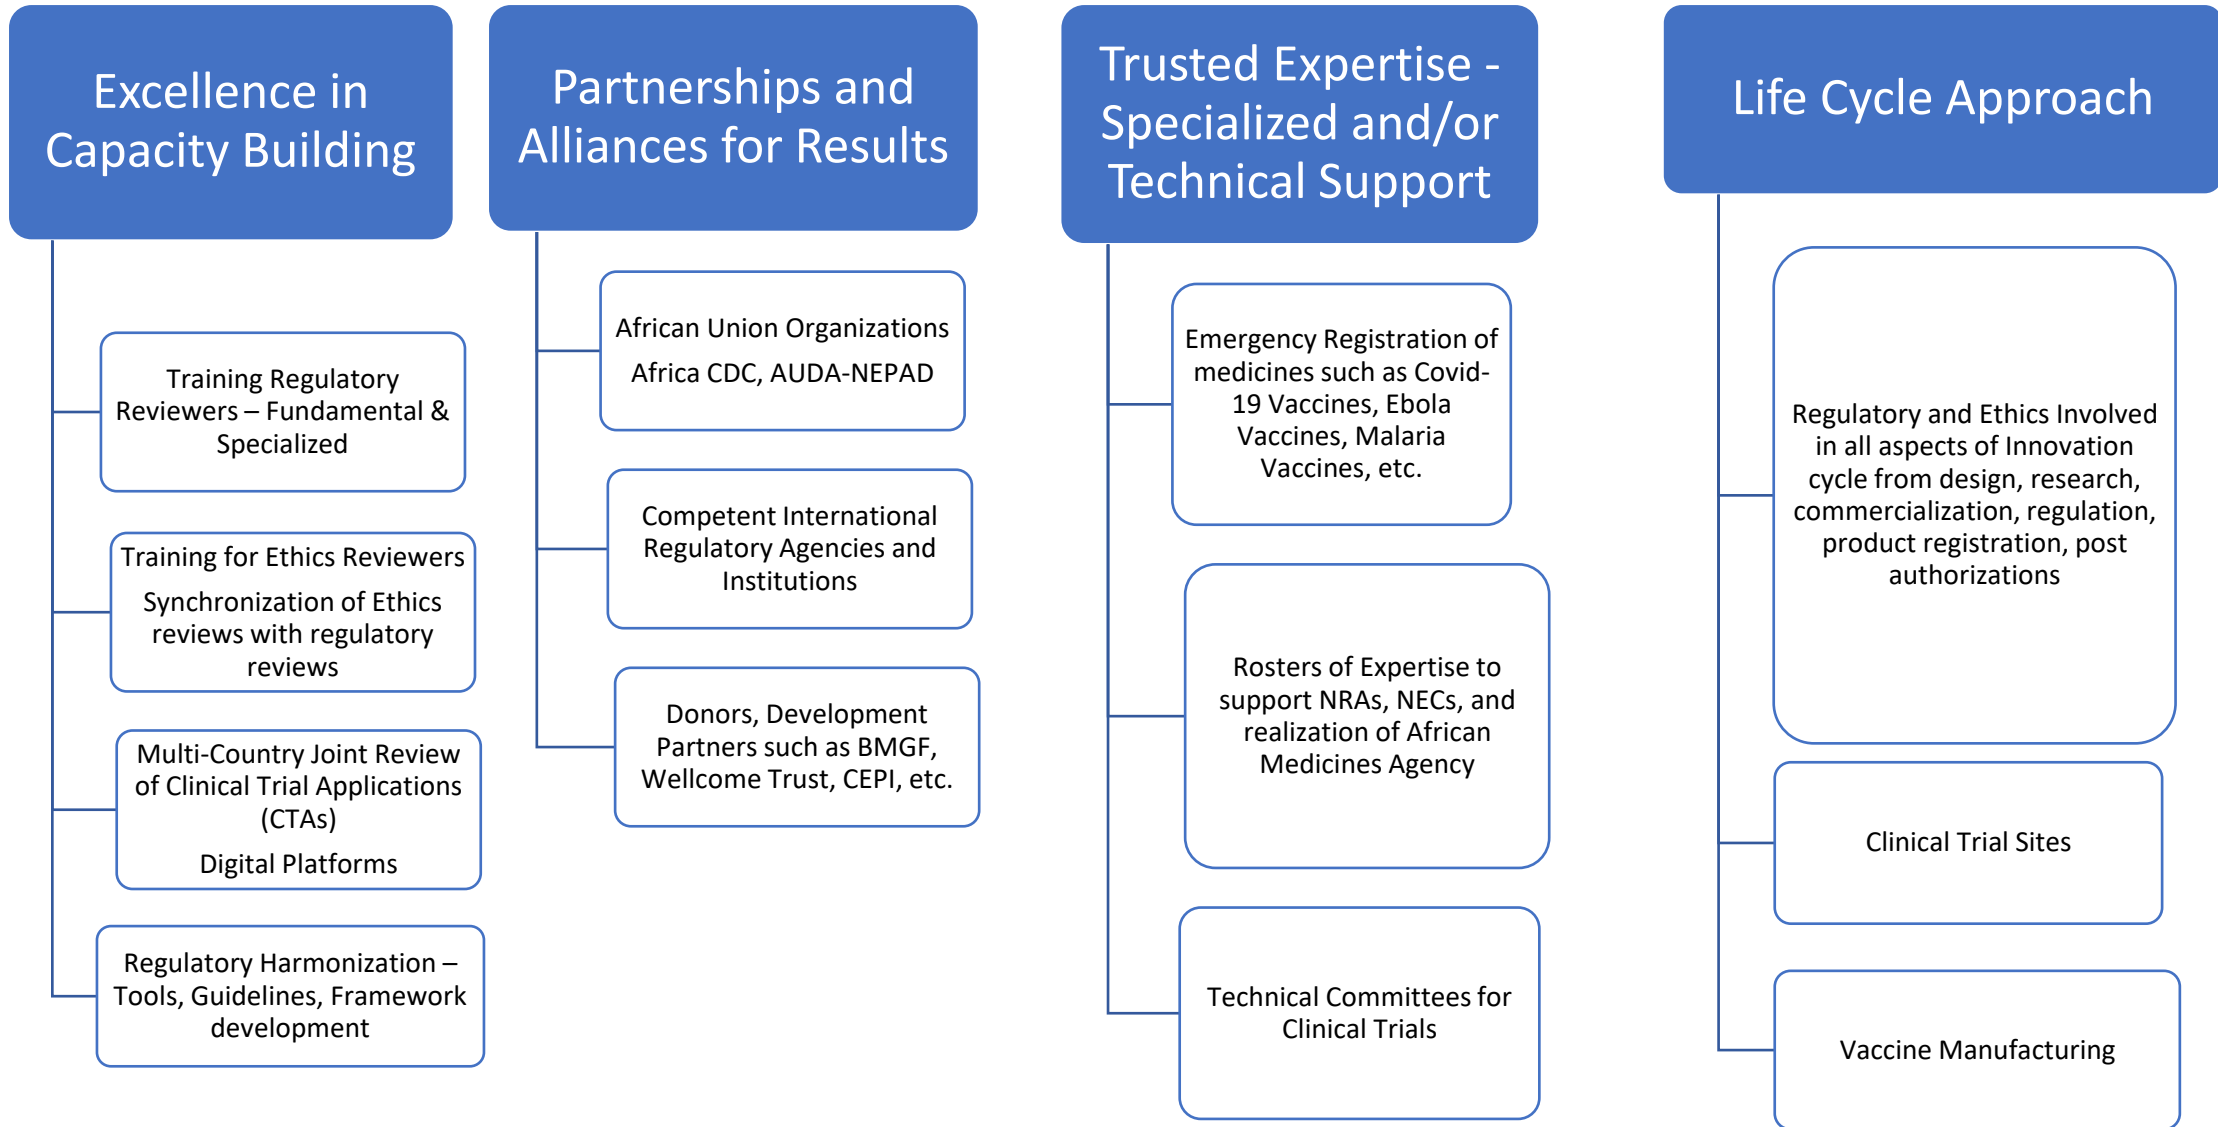 Excellence in
Capacity Building
Training Regulatory
Reviewers – Fundamental &
Specialized
Training for Ethics Reviewers
Synchronization of Ethics
reviews with regulatory
reviews
Multi-Country Joint Review
of Clinical Trial Applications
(CTAs)
Digital Platforms
Regulatory Harmonization –
Tools, Guidelines, Framework
development
Partnerships and
Alliances for Results
African Union Organizations
Africa CDC, AUDA-NEPAD
Competent International
Regulatory Agencies and
Institutions
Donors, Development
Partners such as BMGF,
Wellcome Trust, CEPI, etc.
Trusted Expertise -
Specialized and/or
Technical Support
Emergency Registration of
medicines such as Covid-
19 Vaccines, Ebola
Vaccines, Malaria
Vaccines, etc.
Rosters of Expertise to
support NRAs, NECs, and
realization of African
Medicines Agency
Technical Committees for
Clinical Trials
Life Cycle Approach
Regulatory and Ethics Involved
in all aspects of Innovation
cycle from design, research,
commercialization, regulation,
product registration, post
authorizations
Clinical Trial Sites
Vaccine Manufacturing